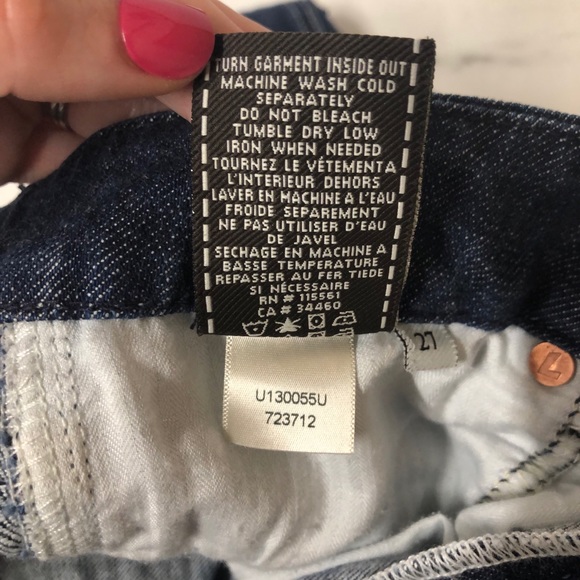 TURN GARMENT INSIDE OUT
MACHINE WASH COLD
SEPARATELY
DO NOT BLEACH
TUMBLE DRY LOW
IRON WHEN NEEDED
TOURNEZ LE VÉTEMENTA
L'INTERIEUR DEHORS
LAVER EN MACHINE A L'EAU
FROIDE SEPAREMENT
NE PAS UTILISER D'EAU
DE JAVEL
SECHAGE EN MACHINE A
BASSE TEMPERATURE
REPASSER AU FER TIEDE
SI NÉCESSAIRE
RN # 115561
CA # 34460
27
U130055U
723712
7